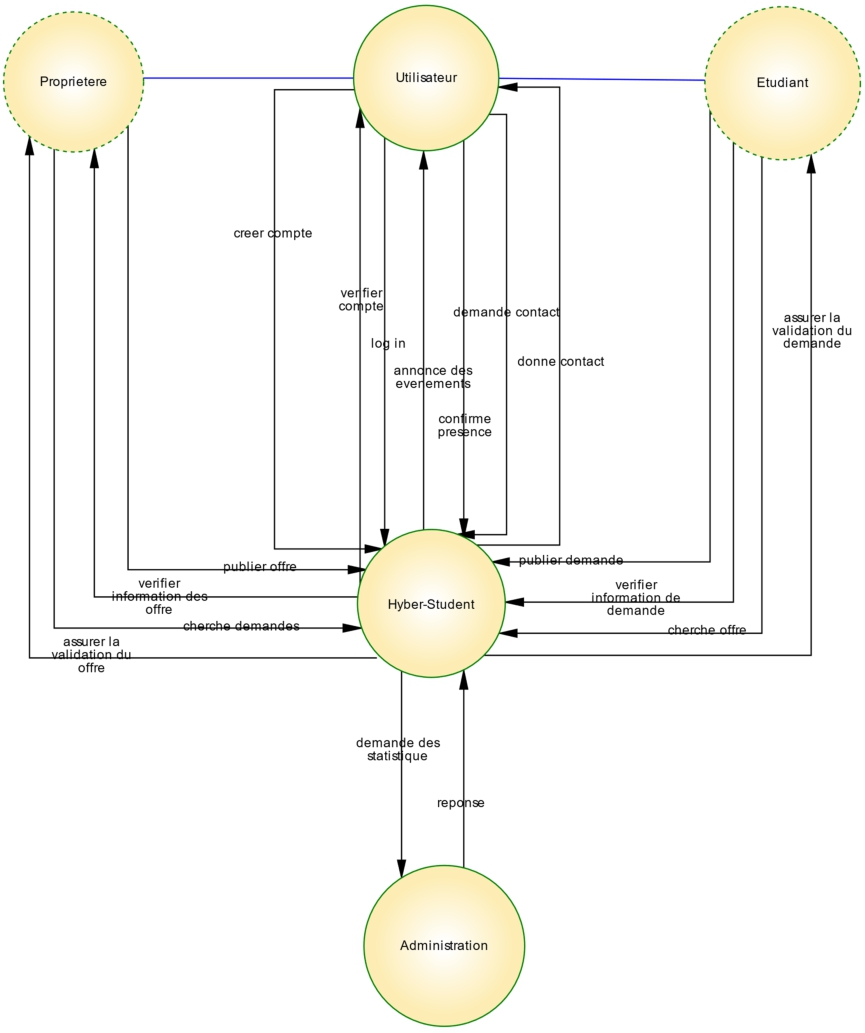 Proprietere
Utilisateur
Etudiant
creer compte
verifier
compte
demande contact
assurer la
validation du
demande
log in
donne contact
annonce des
evenements
confirme
presence
publier offre
publier demande
verifier
information des
offre
verifier
information de
demande
Hyber-Student
cherche demandes
cherche offre
assurer la
validation du
offre
demande des
statistique
reponse
Administration